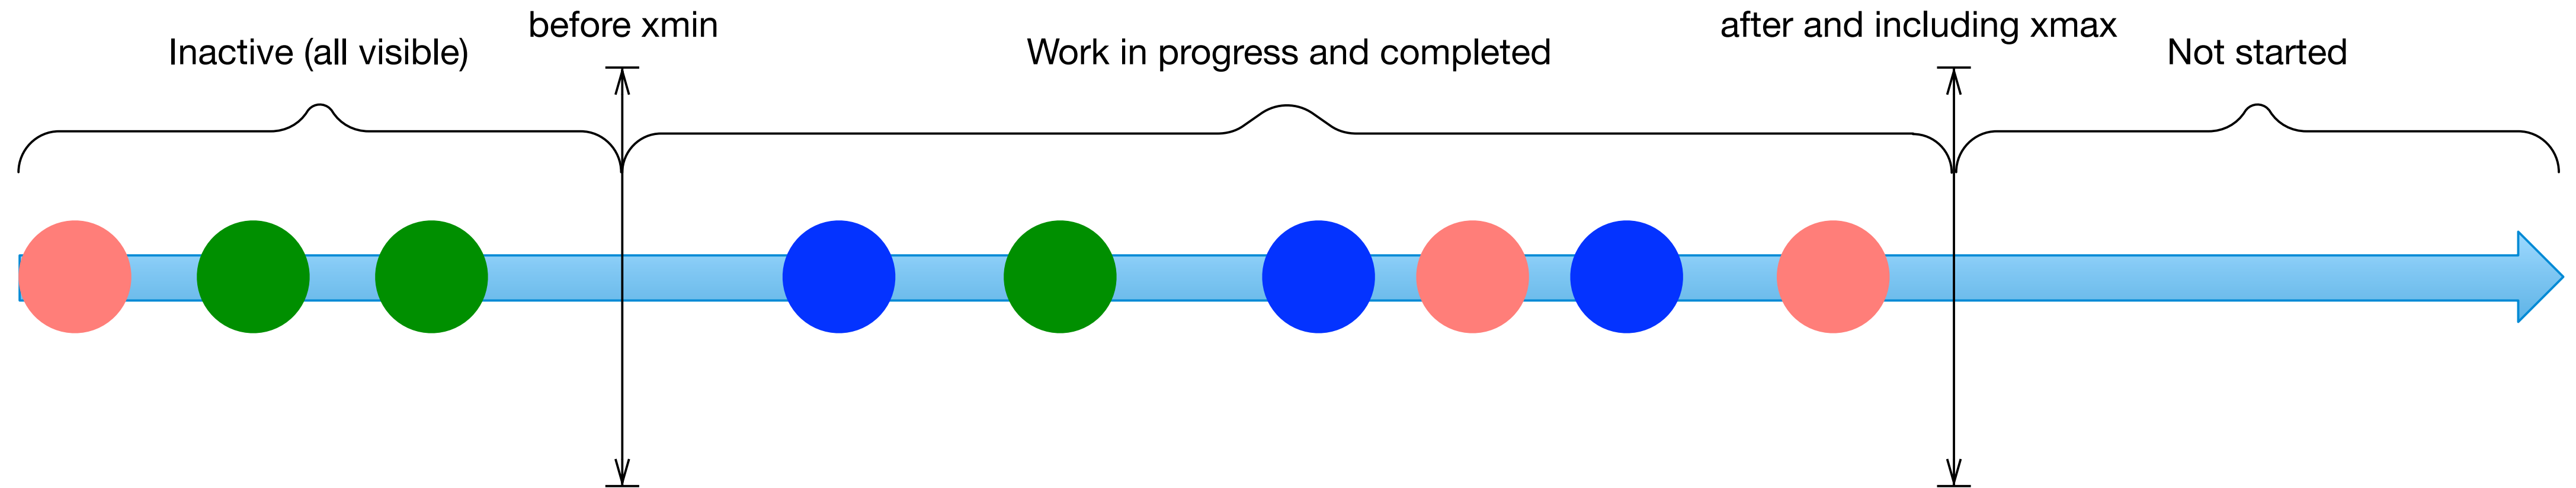 Inactive (all visible)
before xmin
Work in progress and completed
after and including xmax
Not started